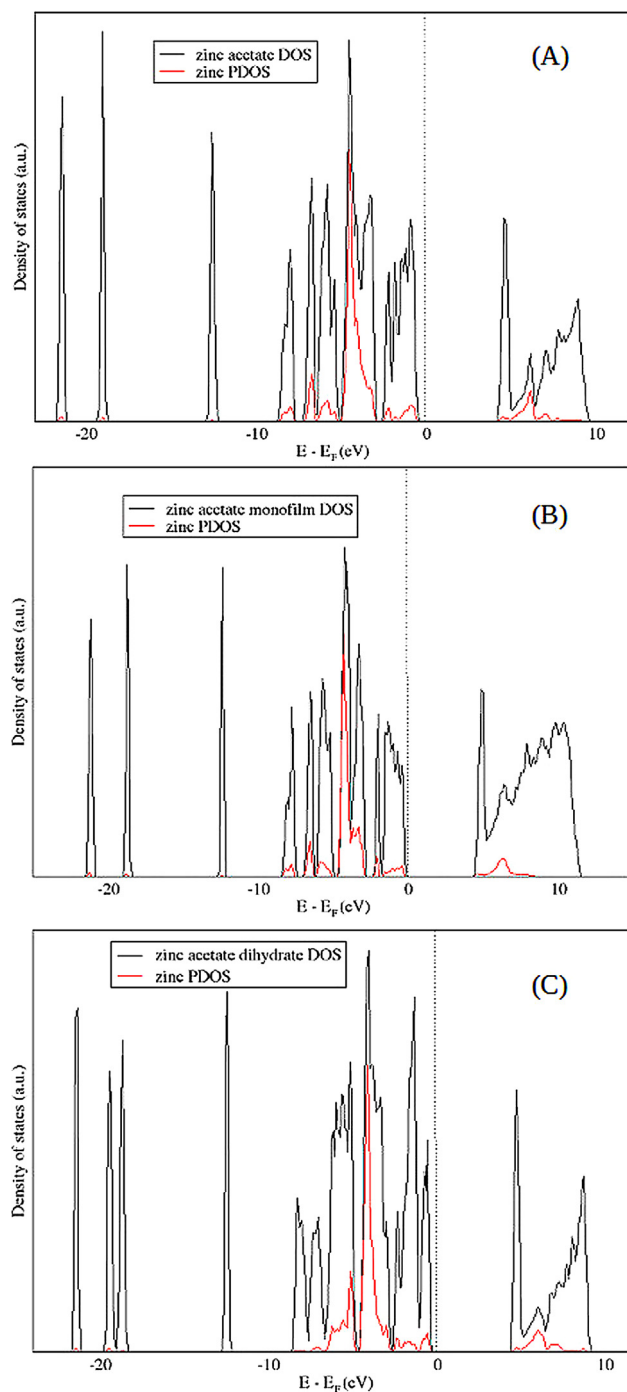 (A)
zinc acetate DOS
zinc PDOS
Density of states (a.u.)
-20 -10 0 10
E - E_F (eV)
(B)
zinc acetate monofilm DOS
zinc PDOS
Density of states (a.u.)
-20 -10 0 10
E - E_F (eV)
(C)
zinc acetate dihydrate DOS
zinc PDOS
Density of states (a.u.)
-20 -10 0 10
E - E_F (eV)